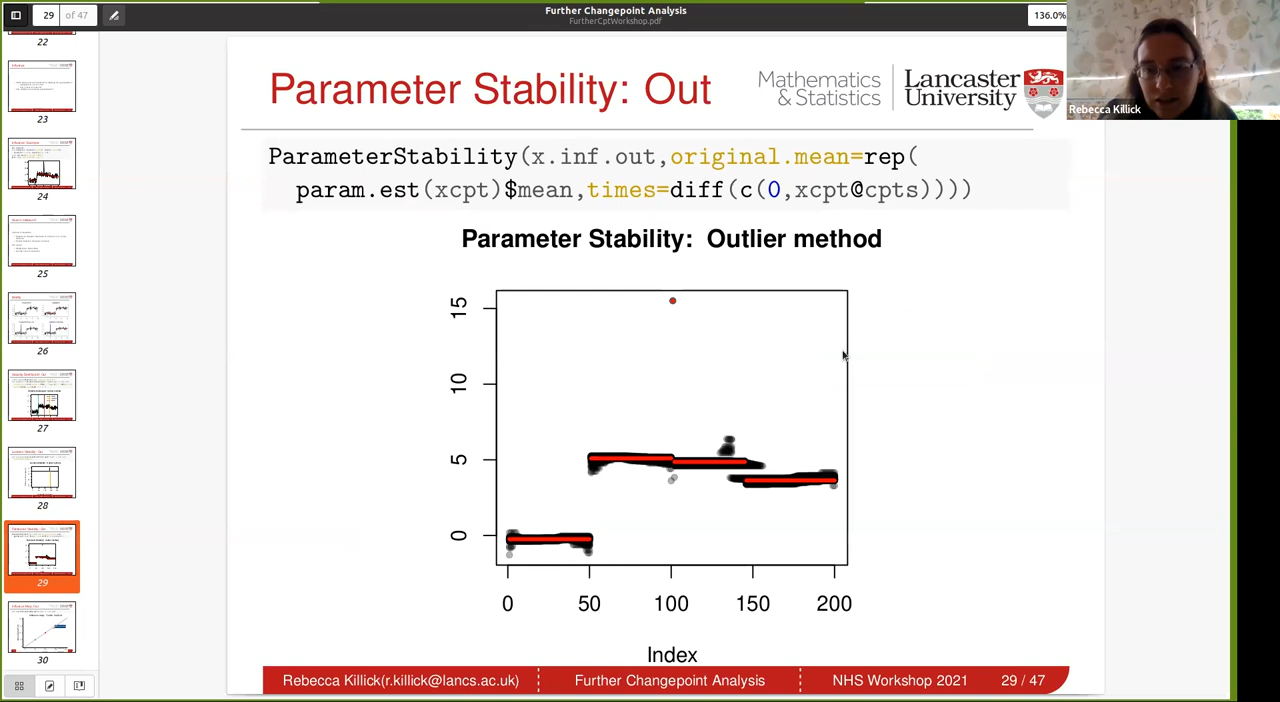 29 of 47
Further Changepoint Analysis
FurtherCptWorkshop.pdf
136.0%
Rebecca Killick
22
23
24
25
26
27
28
29
30
Parameter Stability: Out
Mathematics
& Statistics
Lancaster
University
ParameterStability(x.inf.out,original.mean=rep(
param.est(xcpt)$mean,times=diff(c(0,xcpt@cpts))))
Parameter Stability: Outlier method
15
10
5
0
0 50 100 150 200
Index
Rebecca Killick(r.killick@lancs.ac.uk) Further Changepoint Analysis NHS Workshop 2021 29 / 47